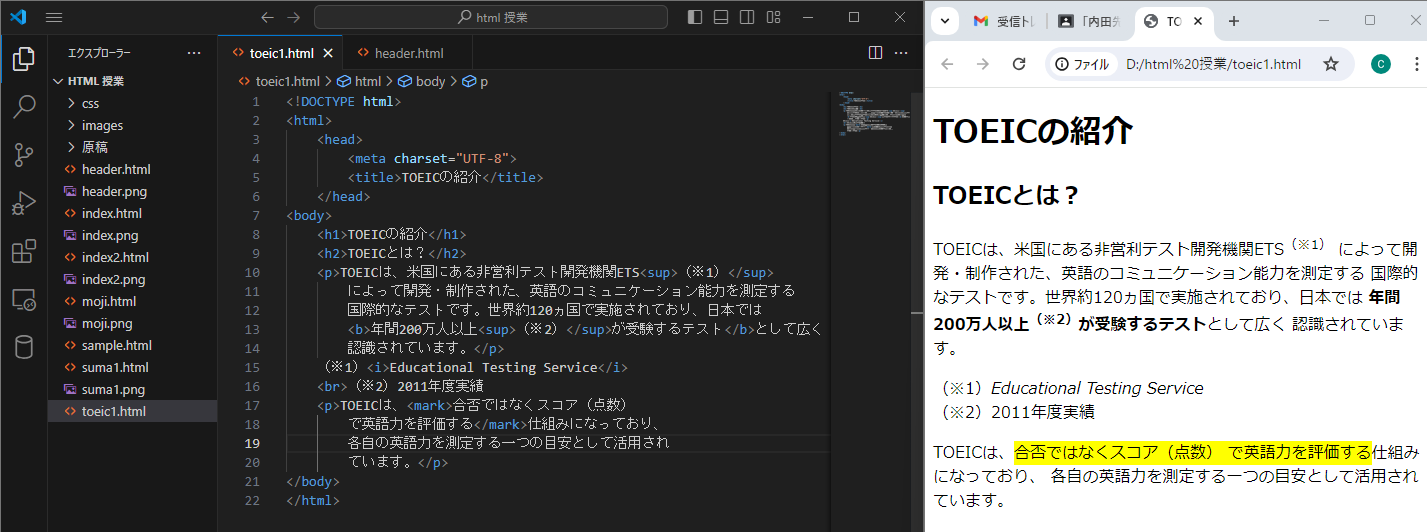 html 授業
エクスプローラー
HTML 授業
css
images
原稿
header.html
header.png
index.html
index.png
index2.html
index2.png
moji.html
moji.png
sample.html
suma1.html
suma1.png
toeic1.html
toeic1.html
header.html
toeic1.html > html > body > p
1 <!DOCTYPE html>
2 <html>
3 <head>
4 <meta charset="UTF-8">
5 <title>TOEICの紹介</title>
6 </head>
7 <body>
8 <h1>TOEICの紹介</h1>
9 <h2>TOEICとは？</h2>
10 <p>TOEICは、米国にある非営利テスト開発機関ETS<sup>（※1）</sup>
11 によって開発・制作された、英語のコミュニケーション能力を測定する
12 国際的なテストです。世界約120ヵ国で実施されており、日本では
13 <b>年間200万人以上<sup>（※2）</sup>が受験するテスト</b>として広く
14 認識されています。</p>
15 （※1）<i>Educational Testing Service</i>
16 <br>（※2）2011年度実績
17 <p>TOEICは、<mark>合否ではなくスコア（点数）
18 で英語力を評価する</mark>仕組みになっており、
19 各自の英語力を測定する一つの目安として活用され
20 ています。</p>
21 </body>
22 </html>
受信トレ
「内田先
TO
ファイル
D:/html%20授業/toeic1.html
C
TOEICの紹介
TOEICとは？
TOEICは、米国にある非営利テスト開発機関ETS（※1） によって開
発・制作された、英語のコミュニケーション能力を測定する 国際的
なテストです。世界約120ヵ国で実施されており、日本では 年間
200万人以上（※2）が受験するテストとして広く 認識されていま
す。
（※1）Educational Testing Service
（※2）2011年度実績
TOEICは、合否ではなくスコア（点数） で英語力を評価する仕組み
になっており、 各自の英語力を測定する一つの目安として活用され
ています。